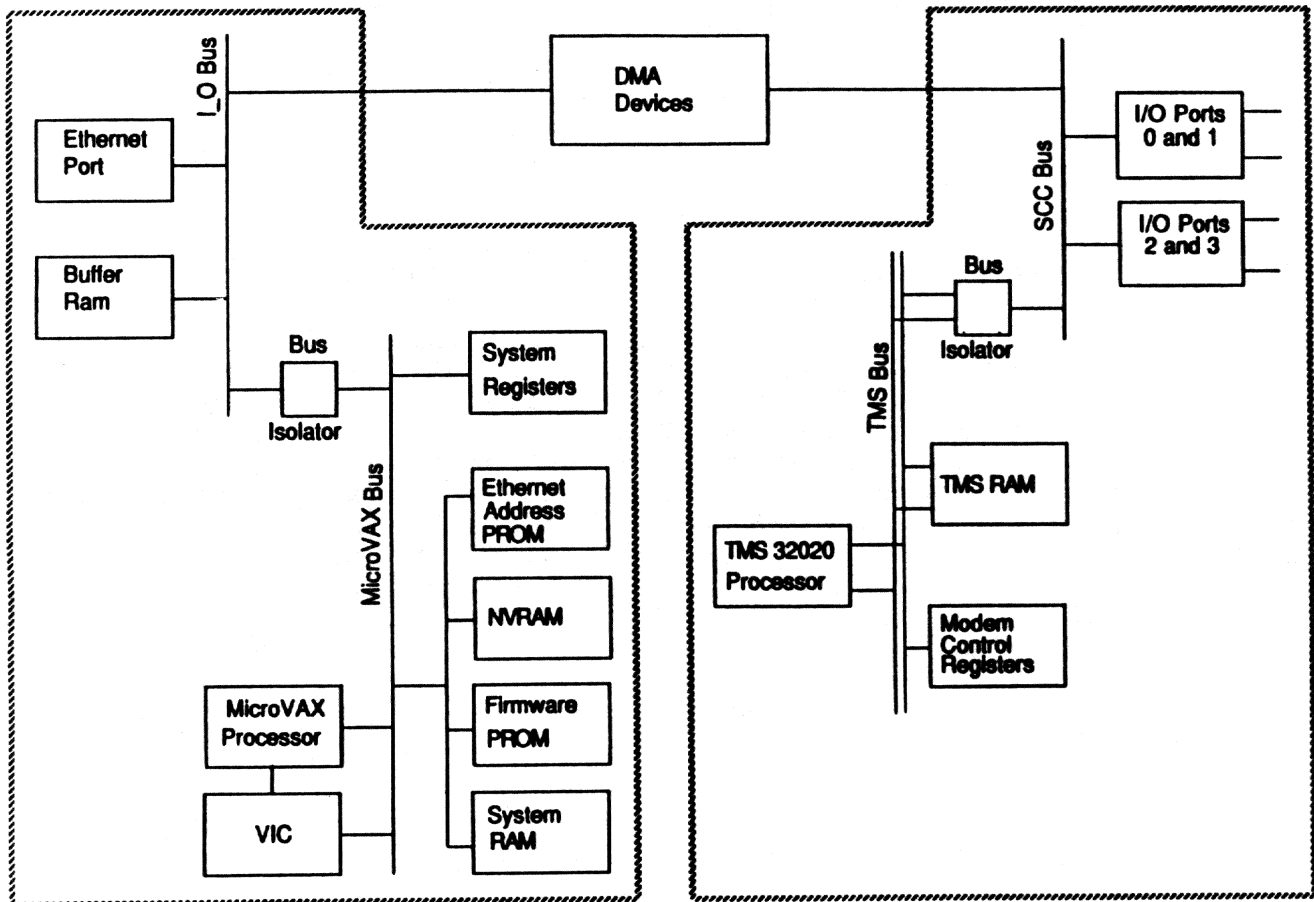 I_O Bus
DMA
Devices
Ethernet
Port
I/O Ports
0 and 1
SCC Bus
I/O Ports
2 and 3
Buffer
Ram
Bus
Isolator
Bus
Isolator
System
Registers
TMS Bus
MicroVAX Bus
Ethernet
Address
PROM
TMS RAM
TMS 32020
Processor
NVRAM
Modem
Control
Registers
MicroVAX
Processor
Firmware
PROM
VIC
System
RAM